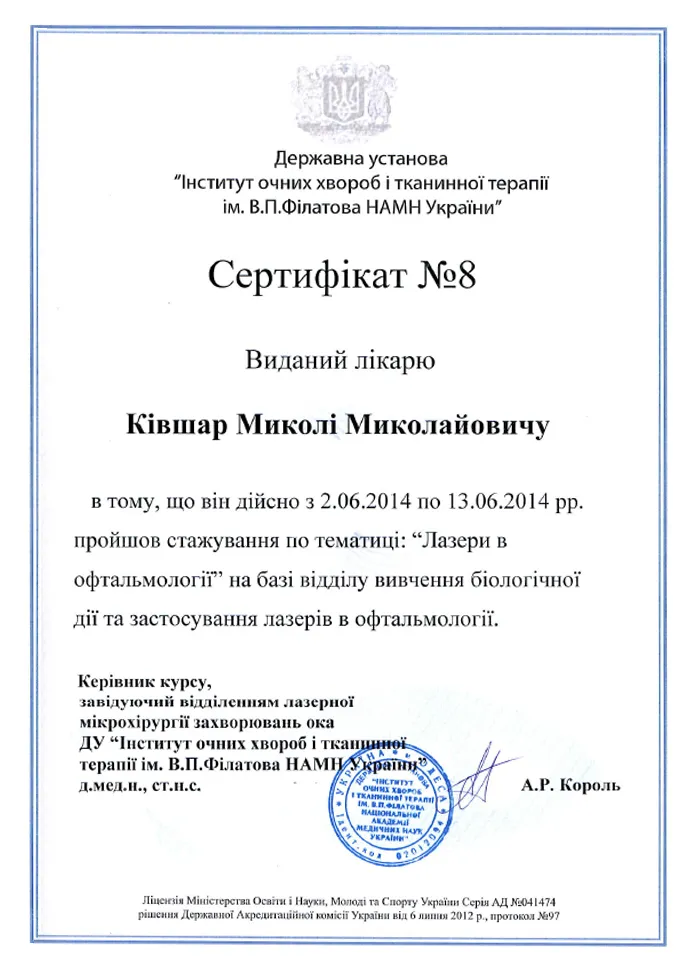 Державна установа
“Інститут очних хвороб і тканинної терапії
ім. В.П.Філатова НАМН України”
Сертифікат №8
Виданий лікарю
Ківшар Миколі Миколайовичу
в тому, що він дійсно з 2.06.2014 по 13.06.2014 рр.
пройшов стажування по тематиці: “Лазери в
офтальмології” на базі відділу вивчення біологічної
дії та застосування лазерів в офтальмології.
Керівник курсу,
завідуючий відділенням лазерної
мікрохірургії захворювань ока
ДУ “Інститут очних хвороб і тканинної
терапії ім. В.П.Філатова НАМН України”
д.мед.н., ст.н.с.
А.Р. Король
УКРАЇНА * м. ОДЕСА *
Ідент. код 02012094
ДЕРЖАВНА УСТАНОВА
“ІНСТИТУТ
ОЧНИХ ХВОРОБ
І ТКАНИННОЇ ТЕРАПІЇ
ІМ. В.П.ФІЛАТОВА
НАЦІОНАЛЬНОЇ
АКАДЕМІЇ
МЕДИЧНИХ НАУК
УКРАЇНИ”
Ліцензія Міністерства Освіти і Науки, Молоді та Спорту України Серія АД №041474
рішення Державної Акредитаційної комісії України від 6 липня 2012 р., протокол №97